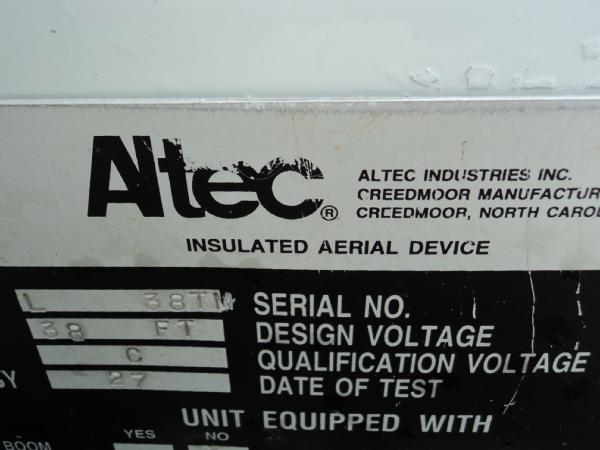 Altec®
ALTEC INDUSTRIES INC.
CREEDMOOR MANUFACTUR
CREEDMOOR, NORTH CAROL
INSULATED AERIAL DEVICE
L 38TM SERIAL NO.
38 FT DESIGN VOLTAGE
C QUALIFICATION VOLTAGE
SY 27 DATE OF TEST
UNIT EQUIPPED WITH
YES NO
BOOM